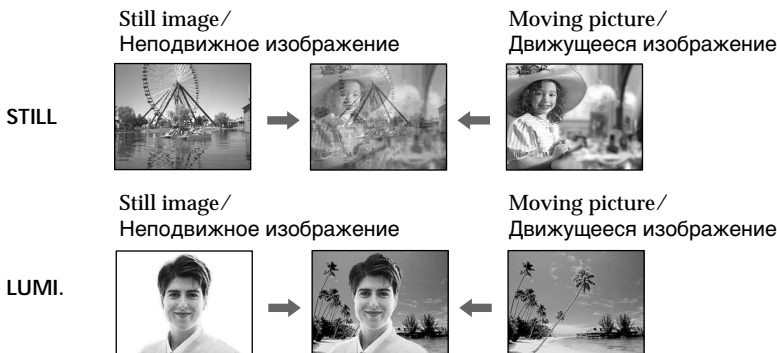 Still image/
Неподвижное изображение
Moving picture/
Движущееся изображение
STILL
Still image/
Неподвижное изображение
Moving picture/
Движущееся изображение
LUMI.